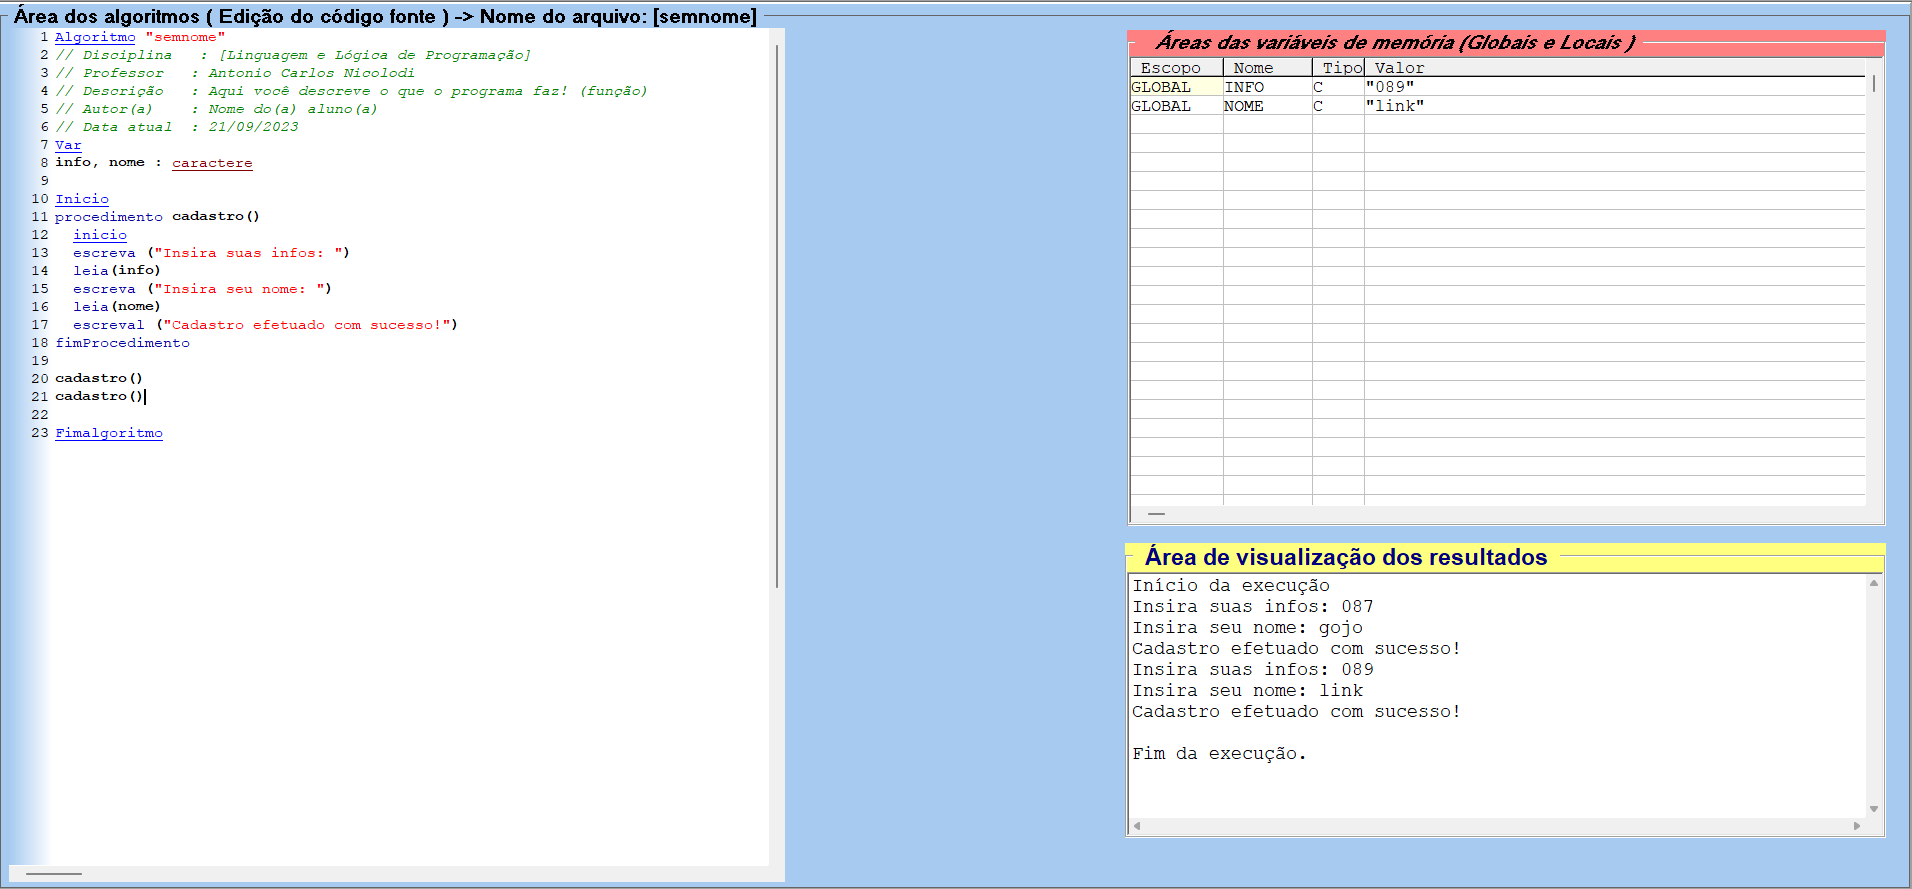 Área dos algoritmos ( Edição do código fonte ) -> Nome do arquivo: [semnome]
1 Algoritmo "semnome"
2 // Disciplina   : [Linguagem e Lógica de Programação]
3 // Professor   : Antonio Carlos Nicolodi
4 // Descrição   : Aqui você descreve o que o programa faz! (função)
5 // Autor(a)    : Nome do(a) aluno(a)
6 // Data atual  : 21/09/2023
7 Var
8 info, nome : caractere
9
10 Inicio
11 procedimento cadastro()
12   inicio
13   escreva ("Insira suas infos: ")
14   leia(info)
15   escreva ("Insira seu nome: ")
16   leia(nome)
17   escreval ("Cadastro efetuado com sucesso!")
18 fimProcedimento
19
20 cadastro()
21 cadastro()
22
23 Fimalgoritmo
Áreas das variáveis de memória (Globais e Locais )
Escopo Nome Tipo Valor
GLOBAL INFO C "089"
GLOBAL NOME C "link"
Área de visualização dos resultados
Início da execução
Insira suas infos: 087
Insira seu nome: gojo
Cadastro efetuado com sucesso!
Insira suas infos: 089
Insira seu nome: link
Cadastro efetuado com sucesso!
Fim da execução.